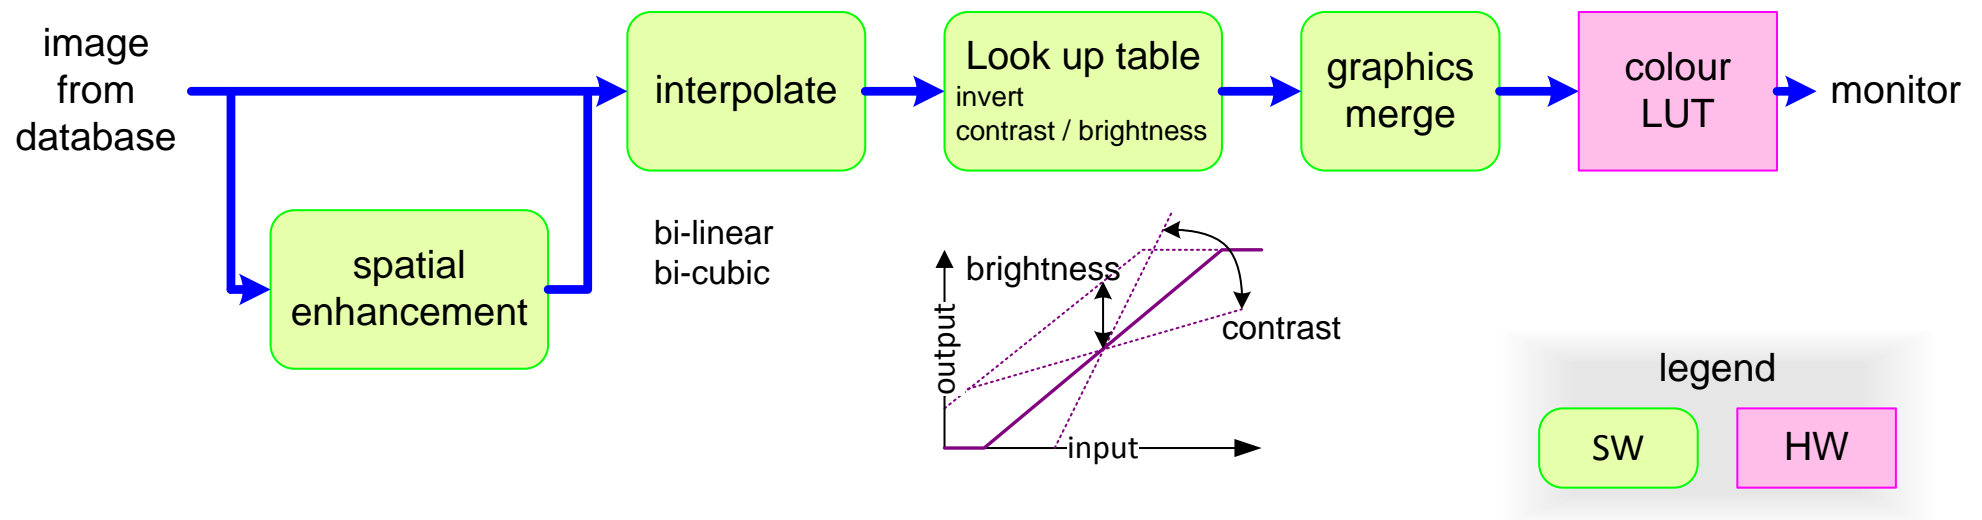 image
from
database
spatial
enhancement
interpolate
bi-linear
bi-cubic
Look up table
invert
contrast / brightness
graphics
merge
colour
LUT
monitor
brightness
contrast
output
input
legend
SW
HW